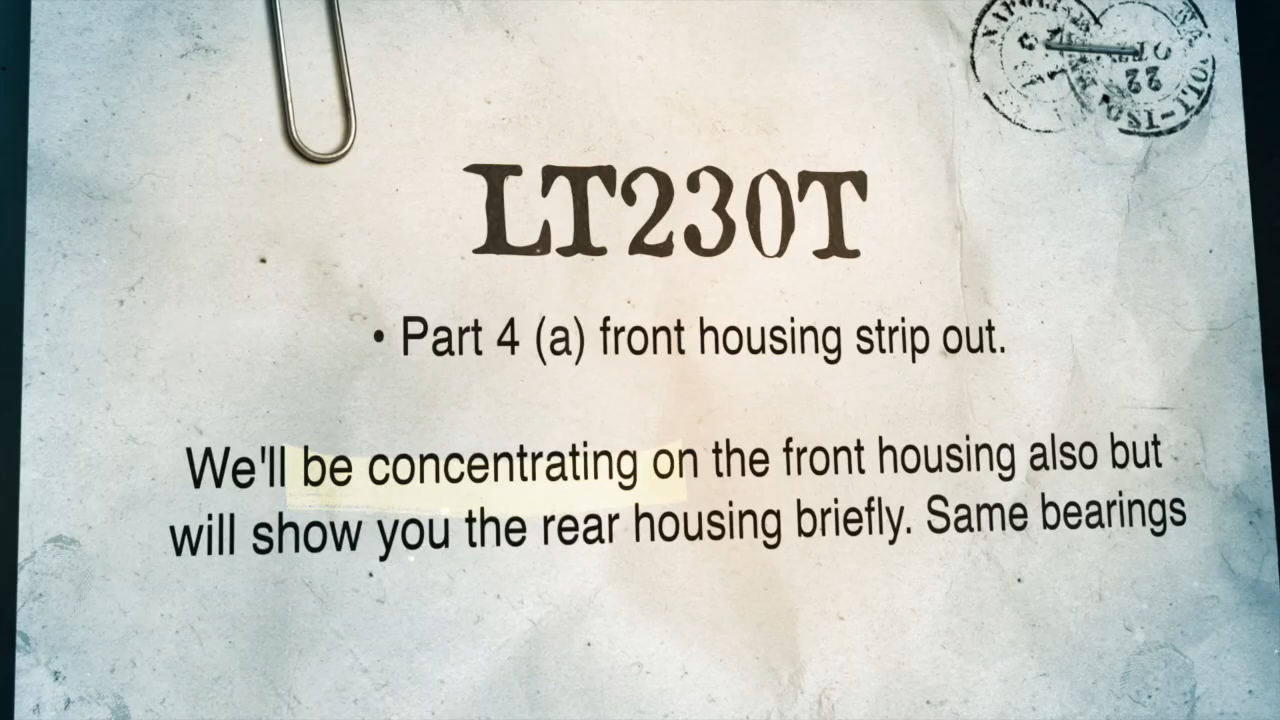 LT230T
• Part 4 (a) front housing strip out.
We'll be concentrating on the front housing also but
will show you the rear housing briefly. Same bearings